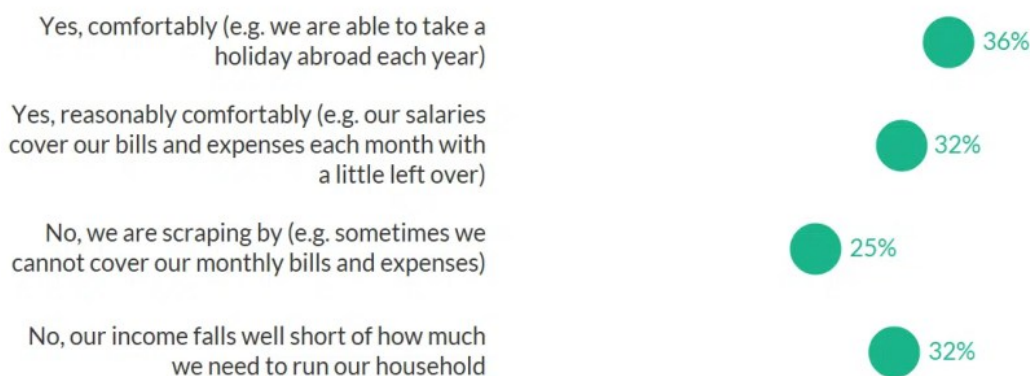 Yes, comfortably (e.g. we are able to take a
holiday abroad each year)
36%
Yes, reasonably comfortably (e.g. our salaries
cover our bills and expenses each month with
a little left over)
32%
No, we are scraping by (e.g. sometimes we
cannot cover our monthly bills and expenses)
25%
No, our income falls well short of how much
we need to run our household
32%